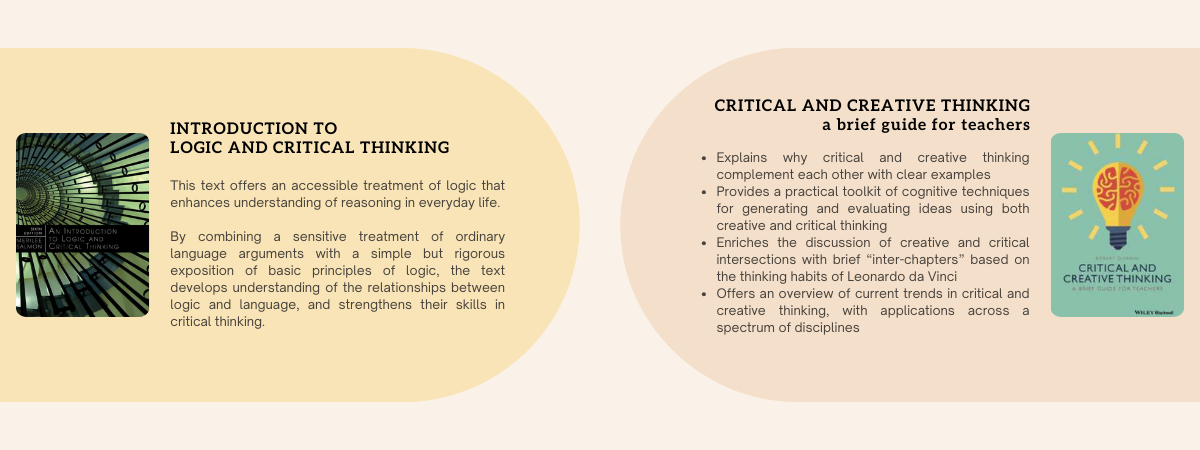 INTRODUCTION TO
LOGIC AND CRITICAL THINKING
This text offers an accessible treatment of logic that
enhances understanding of reasoning in everyday life.
By combining a sensitive treatment of ordinary
language arguments with a simple but rigorous
exposition of basic principles of logic, the text
develops understanding of the relationships between
logic and language, and strengthens their skills in
critical thinking.
SIXTH
EDITION
MERRILEE
SALMON
AN INTRODUCTION
TO LOGIC AND
CRITICAL THINKING
CRITICAL AND CREATIVE THINKING
a brief guide for teachers
• Explains why critical and creative thinking
complement each other with clear examples
• Provides a practical toolkit of cognitive techniques
for generating and evaluating ideas using both
creative and critical thinking
• Enriches the discussion of creative and critical
intersections with brief “inter-chapters” based on
the thinking habits of Leonardo da Vinci
• Offers an overview of current trends in critical and
creative thinking, with applications across a
spectrum of disciplines
ROBERT
CRITICAL AND
CREATIVE THINKING
A BRIEF GUIDE FOR TEACHERS
WILEY Blackwell